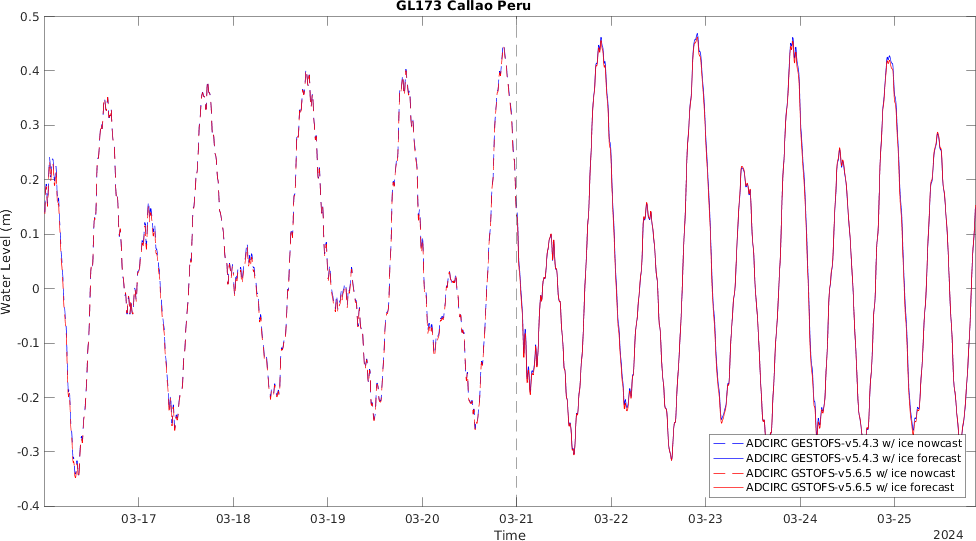 GL173 Callao Peru
0.5
0.4
0.3
0.2
0.1
0
-0.1
-0.2
-0.3
-0.4
Water Level (m)
ADCIRC GESTOFS-v5.4.3 w/ ice nowcast
ADCIRC GESTOFS-v5.4.3 w/ ice forecast
ADCIRC GSTOFS-v5.6.5 w/ ice nowcast
ADCIRC GSTOFS-v5.6.5 w/ ice forecast
03-17 03-18 03-19 03-20 03-21 03-22 03-23 03-24 03-25
Time
2024